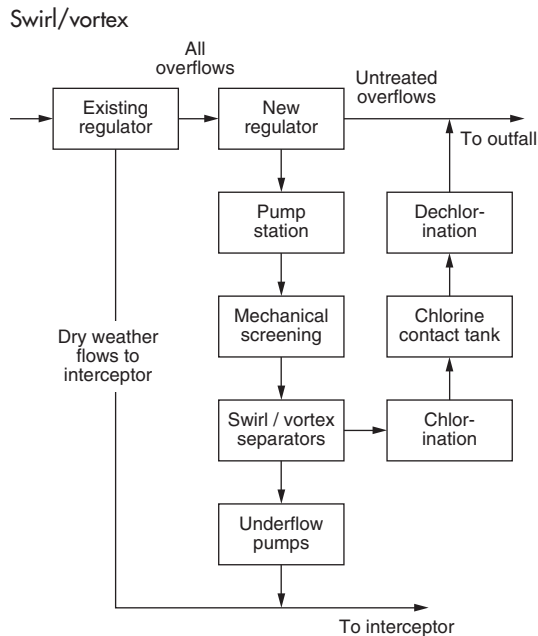 Swirl/vortex
All
overflows
Untreated
overflows
Existing
regulator
New
regulator
To outfall
Pump
station
Dechlor-
ination
Mechanical
screening
Chlorine
contact tank
Dry weather
flows to
interceptor
Swirl / vortex
separators
Chlor-
ination
Underflow
pumps
To interceptor